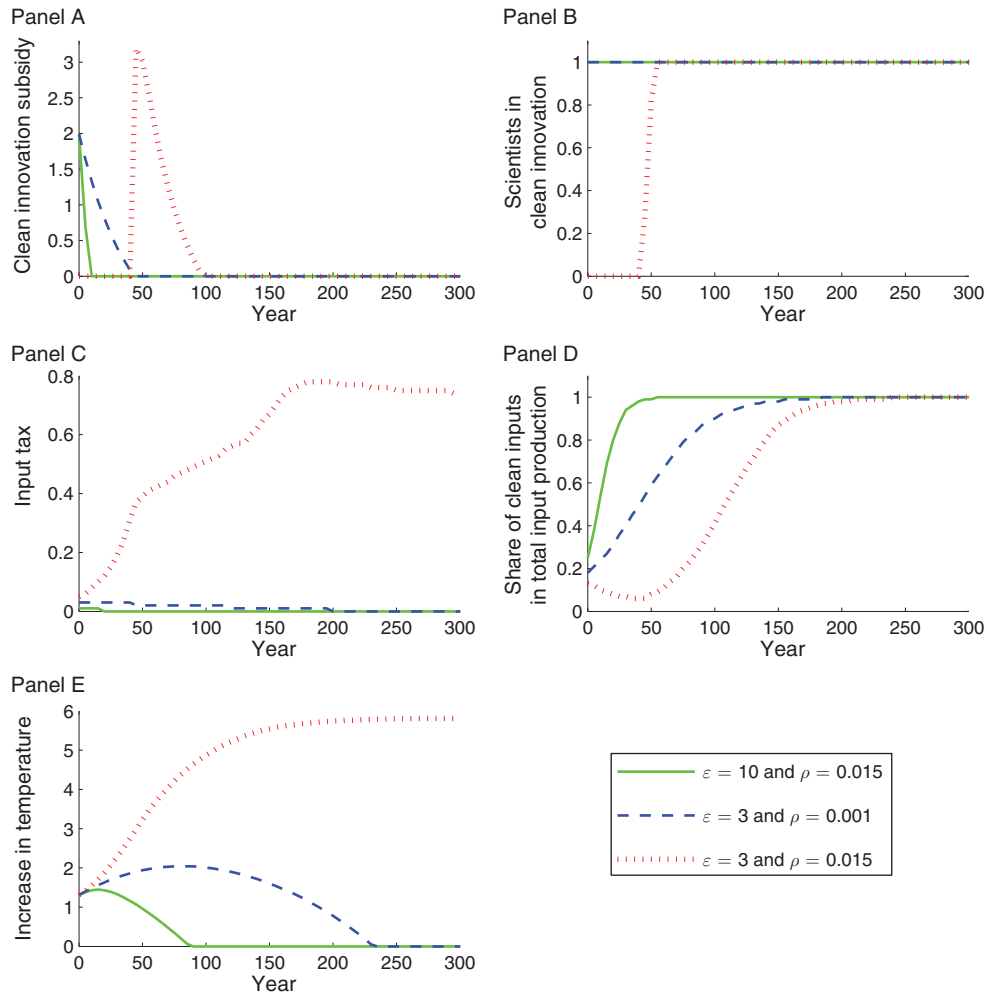 Panel A
Clean innovation subsidy
3
2.5
2
1.5
1
0.5
0
0 50 100 150 200 250 300
Year
Panel B
Scientists in
clean innovation
1
0.8
0.6
0.4
0.2
0
0 50 100 150 200 250 300
Year
Panel C
Input tax
0.8
0.6
0.4
0.2
0
0 50 100 150 200 250 300
Year
Panel D
Share of clean inputs
in total input production
1
0.8
0.6
0.4
0.2
0
0 50 100 150 200 250 300
Year
Panel E
Increase in temperature
6
5
4
3
2
1
0
0 50 100 150 200 250 300
Year
ε = 10 and ρ = 0.015
ε = 3 and ρ = 0.001
ε = 3 and ρ = 0.015